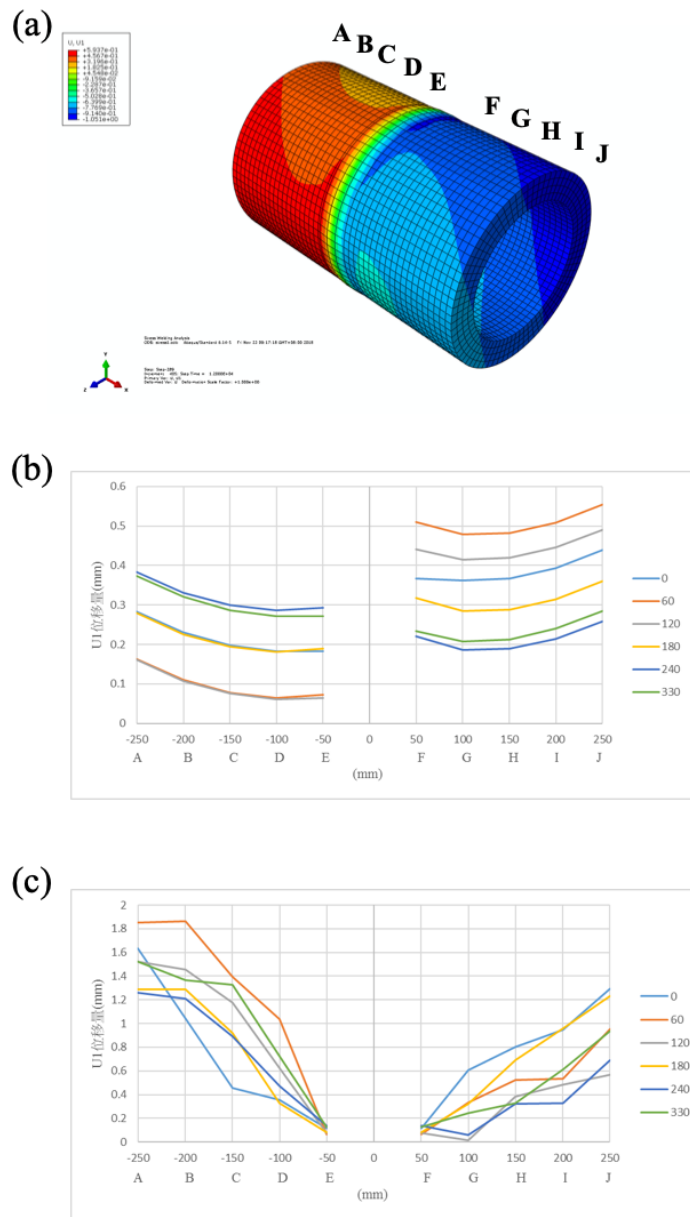 (a)
A B C D E F G H I J
U, U1
+5.937e-01
+4.567e-01
+3.196e-01
+1.825e-01
+4.548e-02
-9.159e-02
-2.287e-01
-3.657e-01
-5.028e-01
-6.399e-01
-7.769e-01
-9.140e-01
-1.051e+00
Y
Z X
(b)
U1位移量(mm)
0.6
0.5
0.4
0.3
0.2
0.1
0
-250 -200 -150 -100 -50 0 50 100 150 200 250
A B C D E F G H I J
(mm)
0
60
120
180
240
330
(c)
U1位移量(mm)
2
1.8
1.6
1.4
1.2
1
0.8
0.6
0.4
0.2
0
-250 -200 -150 -100 -50 0 50 100 150 200 250
A B C D E F G H I J
(mm)
0
60
120
180
240
330